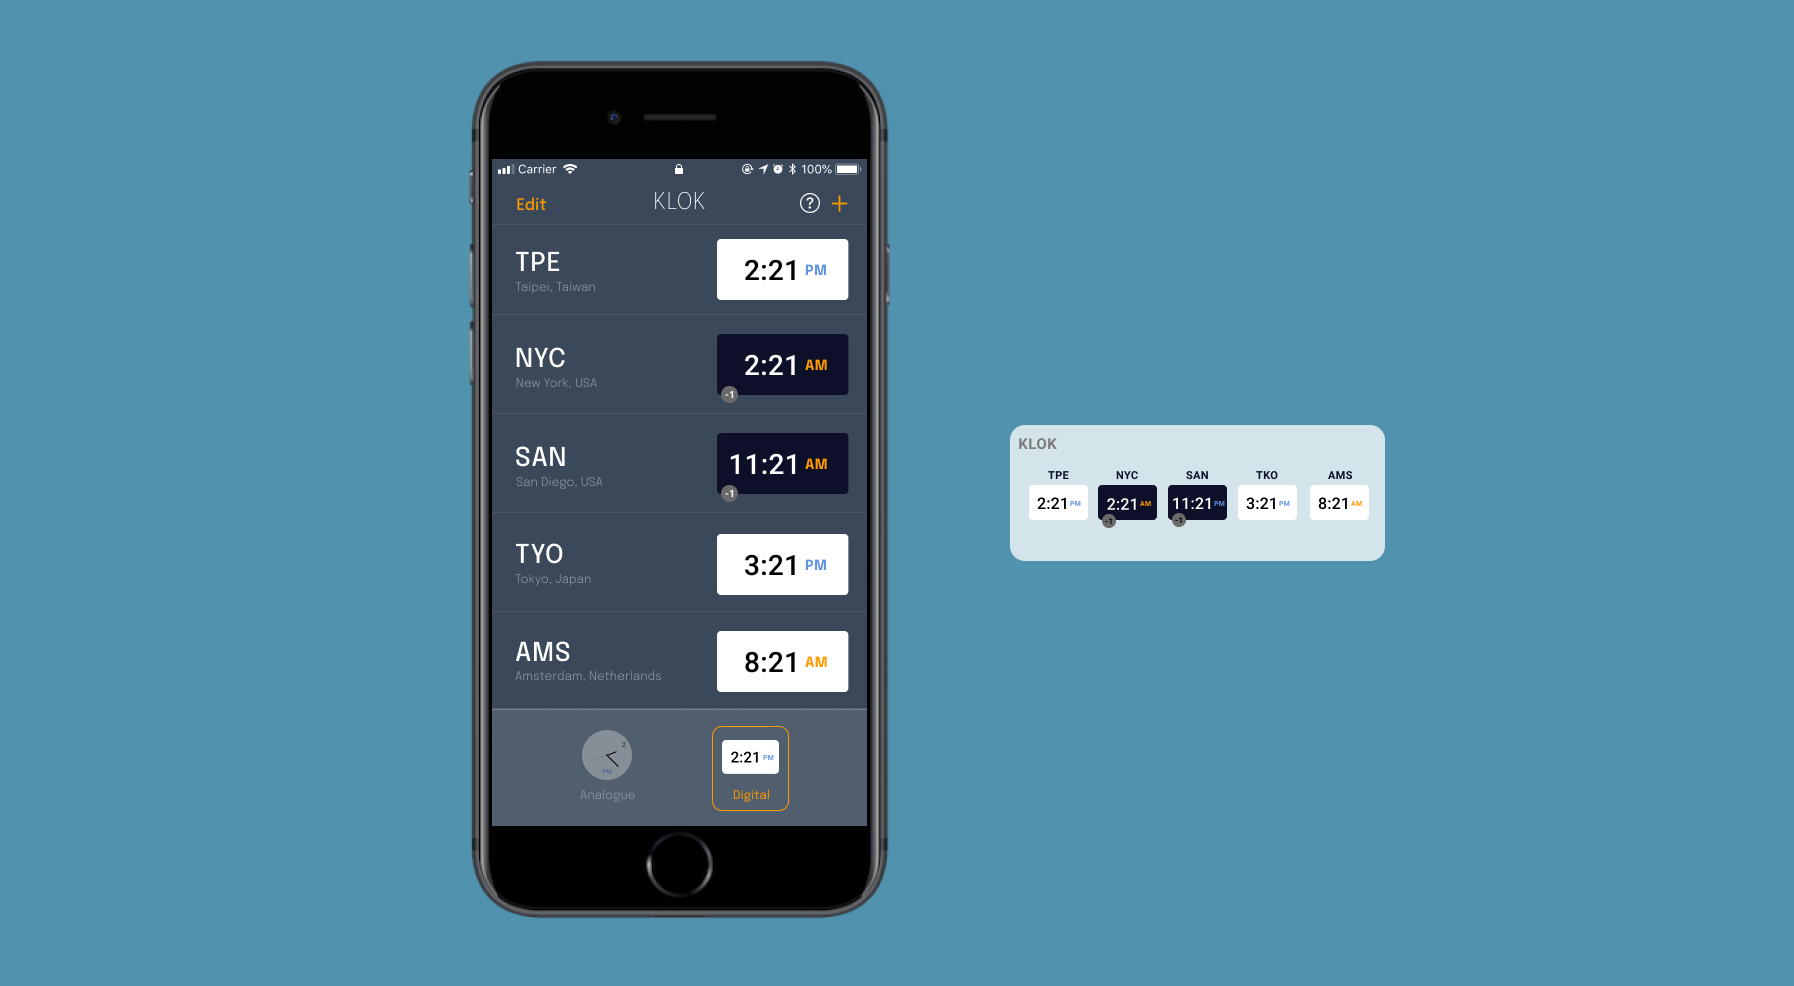 Carrier 100%
Edit KLOK ? +
TPE
Taipei, Taiwan
2:21 PM
NYC
New York, USA
2:21 AM
-1
SAN
San Diego, USA
11:21 AM
-1
TYO
Tokyo, Japan
3:21 PM
AMS
Amsterdam, Netherlands
8:21 AM
2
PM
Analogue
2:21 PM
Digital
KLOK
TPE NYC SAN TKO AMS
2:21 PM 2:21 AM 11:21 PM 3:21 PM 8:21 AM
-1 -1